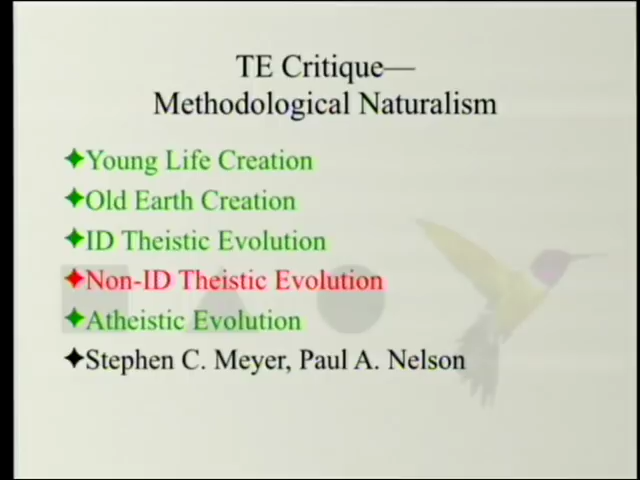 TE Critique—
Methodological Naturalism
✦Young Life Creation
✦Old Earth Creation
✦ID Theistic Evolution
✦Non-ID Theistic Evolution
✦Atheistic Evolution
✦Stephen C. Meyer, Paul A. Nelson